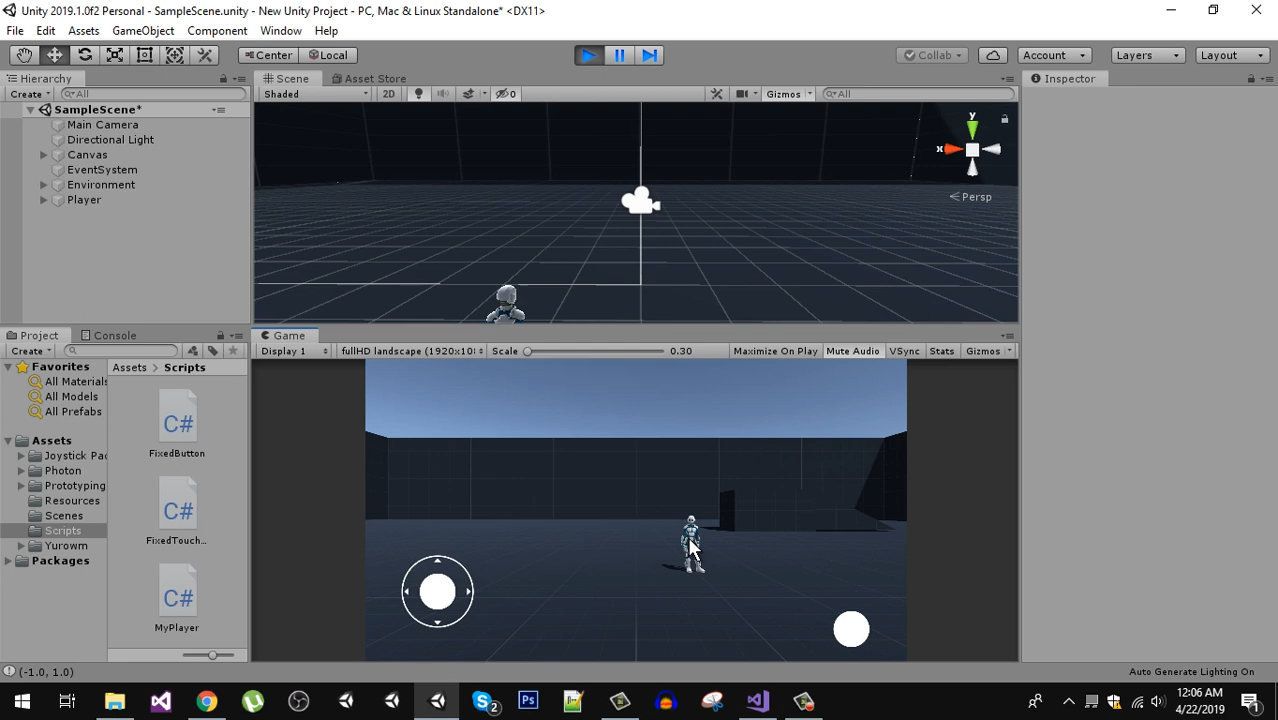 Unity 2019.1.0f2 Personal - SampleScene.unity - New Unity Project - PC, Mac & Linux Standalone* <DX11>
File Edit Assets GameObject Component Window Help
Center Local Collab Account Layers Layout
Hierarchy Scene Asset Store Inspector
Create All Shaded 2D 0 Gizmos All
SampleScene*
Main Camera
Directional Light
Canvas
EventSystem
Environment
Player
y
x
Persp
Project Console Game
Create Display 1 fullHD landscape (1920x10 Scale 0.30 Maximize On Play Mute Audio VSync Stats Gizmos
Favorites
All Materials
All Models
All Prefabs
Assets
Joystick Pac
Photon
Prototyping
Resources
Scenes
Scripts
Yurowm
Packages
Assets > Scripts
C#
FixedButton
C#
FixedTouch...
C#
MyPlayer
(-1.0, 1.0) Auto Generate Lighting On
2
12:06 AM
4/22/2019
1